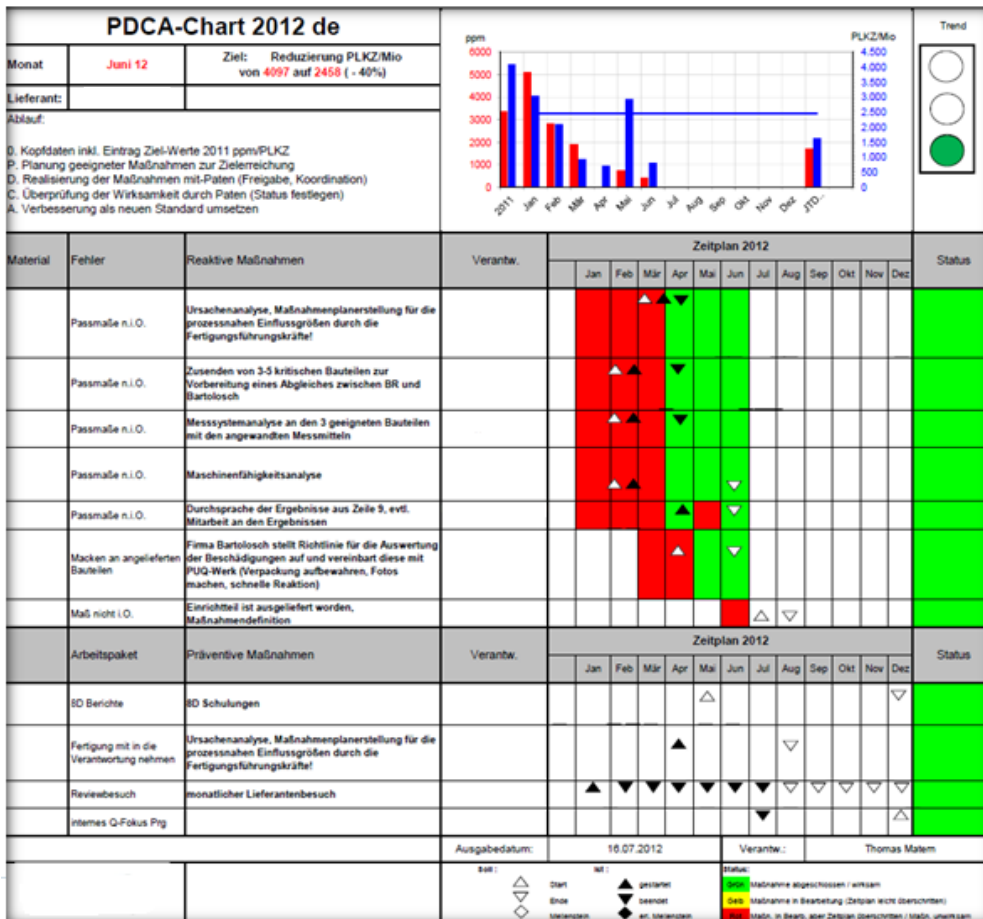 PDCA-Chart 2012 de
Monat
Juni 12
Ziel: Reduzierung PLKZ/Mio
von 4097 auf 2458 ( - 40%)
Lieferant:
Ablauf:
0. Kopfdaten inkl. Eintrag Ziel-Werte 2011 ppm/PLKZ
P. Planung geeigneter Maßnahmen zur Zielerreichung
D. Realisierung der Maßnahmen mit-Paten (Freigabe, Koordination)
C. Überprüfung der Wirksamkeit durch Paten (Status festlegen)
A. Verbesserung als neuen Standard umsetzen
ppm
6000
5000
4000
3000
2000
1000
0
PLKZ/Mio
4.500
4.000
3.500
3.000
2.500
2.000
1.500
1.000
500
0
2011 Jan Feb Mär Apr Mai Jun Jul Aug Sep Okt Nov Dez JTD..
Trend
Material Fehler Reaktive Maßnahmen Verantw. Zeitplan 2012 Status
Jan Feb Mär Apr Mai Jun Jul Aug Sep Okt Nov Dez
Passmaße n.i.O.
Ursachenanalyse, Maßnahmenplanerstellung für die
prozessnahen Einflussgrößen durch die
Fertigungsführungskräfte!
Passmaße n.i.O.
Zusenden von 3-5 kritischen Bauteilen zur
Vorbereitung eines Abgleiches zwischen BR und
Bartolosch
Passmaße n.i.O.
Messsystemanalyse an den 3 geeigneten Bauteilen
mit den angewandten Messmitteln
Passmaße n.i.O.
Maschinenfähigkeitsanalyse
Passmaße n.i.O.
Durchsprache der Ergebnisse aus Zeile 9, evtl.
Mitarbeit an den Ergebnissen
Macken an angelieferten
Bauteilen
Firma Bartolosch stellt Richtlinie für die Auswertung
der Beschädigungen auf und vereinbart diese mit
PUQ-Werk (Verpackung aufbewahren, Fotos
machen, schnelle Reaktion)
Maß nicht i.O.
Einrichtteil ist ausgeliefert worden,
Maßnahmendefinition
Arbeitspaket Präventive Maßnahmen Verantw. Zeitplan 2012 Status
Jan Feb Mär Apr Mai Jun Jul Aug Sep Okt Nov Dez
8D Berichte
8D Schulungen
Fertigung mit in die
Verantwortung nehmen
Ursachenanalyse, Maßnahmenplanerstellung für die
prozessnahen Einflussgrößen durch die
Fertigungsführungskräfte!
Reviewbesuch
monatlicher Lieferantenbesuch
internes Q-Fokus Prg
Ausgabedatum: 16.07.2012 Verantw.: Thomas Matern
Soll : Ist : Status:
Start gestartet Grün Maßnahme abgeschlossen / wirksam
Ende beendet Gelb Maßnahme in Bearbeitung (Zeitplan leicht überschritten)
Meilenstein err. Meilenstein Rot Maßn. in Bearb. aber Zeitplan überschritten / Maßn. unwirksam